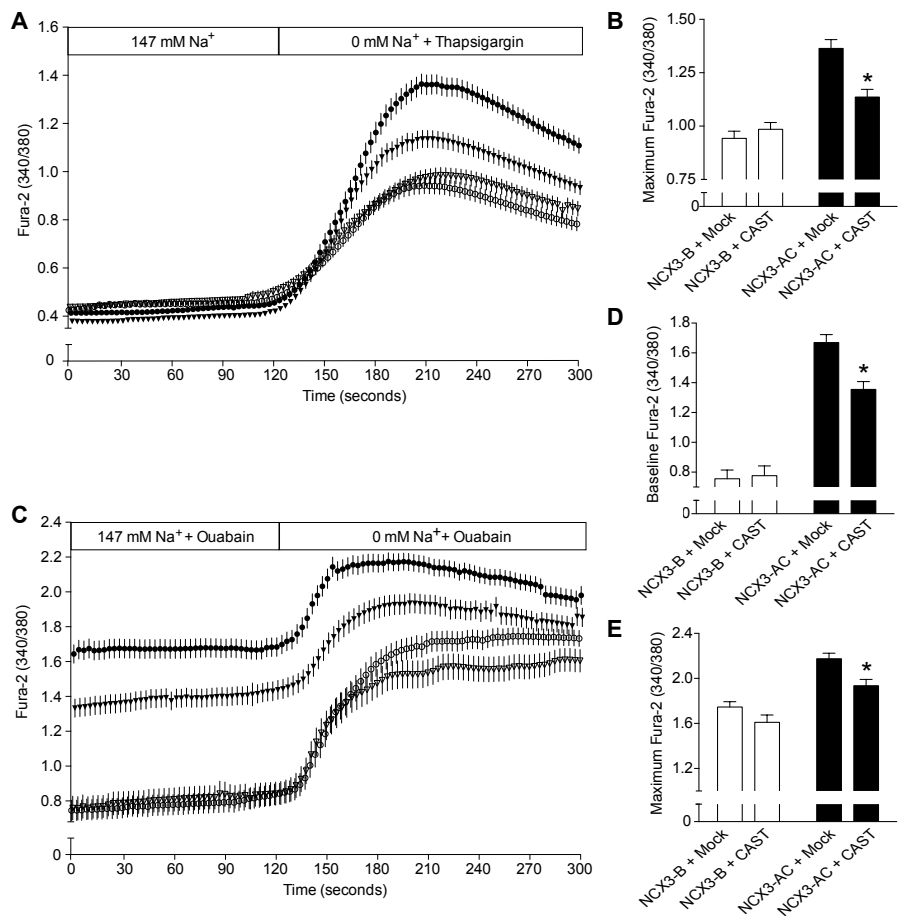 A
147 mM Na+
0 mM Na+ + Thapsigargin
1.6
1.4
1.2
1.0
0.8
0.6
0.4
0
Fura-2 (340/380)
0 30 60 90 120 150 180 210 240 270 300
Time (seconds)
B
1.50
1.25
1.00
0.75
0
Maximum Fura-2 (340/380)
*
NCX3-B + Mock
NCX3-B + CAST
NCX3-AC + Mock
NCX3-AC + CAST
C
147 mM Na+ + Ouabain
0 mM Na+ + Ouabain
2.4
2.2
2.0
1.8
1.6
1.4
1.2
1.0
0.8
0
Fura-2 (340/380)
0 30 60 90 120 150 180 210 240 270 300
Time (seconds)
D
1.8
1.6
1.4
1.2
1.0
0.8
0
Baseline Fura-2 (340/380)
*
NCX3-B + Mock
NCX3-B + CAST
NCX3-AC + Mock
NCX3-AC + CAST
E
2.4
2.0
1.6
1.2
0
Maximum Fura-2 (340/380)
*
NCX3-B + Mock
NCX3-B + CAST
NCX3-AC + Mock
NCX3-AC + CAST